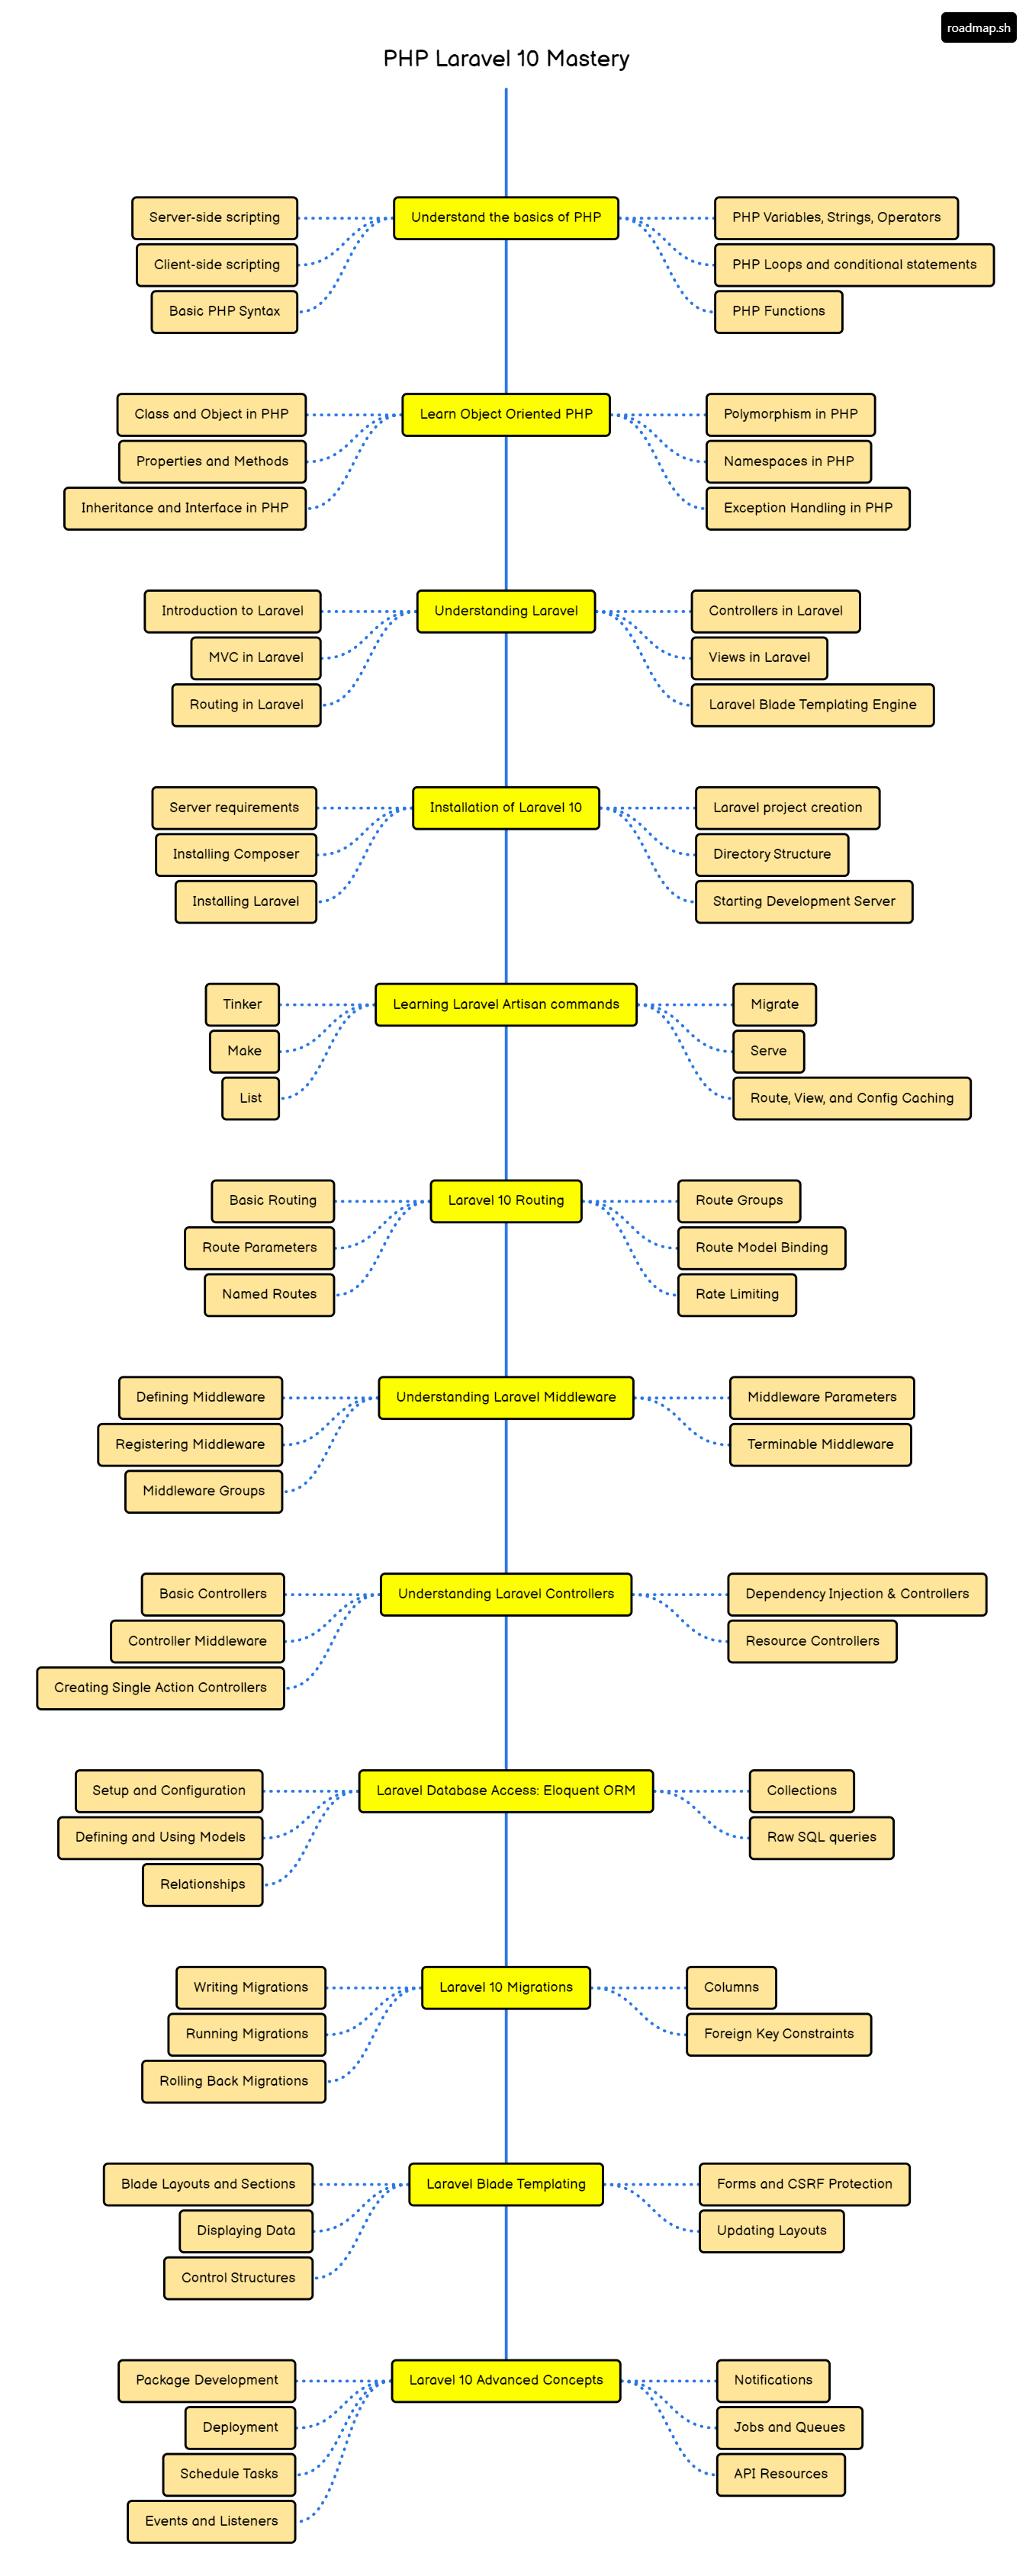 roadmap.sh
PHP Laravel 10 Mastery
Understand the basics of PHP
Server-side scripting
Client-side scripting
Basic PHP Syntax
PHP Variables, Strings, Operators
PHP Loops and conditional statements
PHP Functions
Learn Object Oriented PHP
Class and Object in PHP
Properties and Methods
Inheritance and Interface in PHP
Polymorphism in PHP
Namespaces in PHP
Exception Handling in PHP
Understanding Laravel
Introduction to Laravel
MVC in Laravel
Routing in Laravel
Controllers in Laravel
Views in Laravel
Laravel Blade Templating Engine
Installation of Laravel 10
Server requirements
Installing Composer
Installing Laravel
Laravel project creation
Directory Structure
Starting Development Server
Learning Laravel Artisan commands
Tinker
Make
List
Migrate
Serve
Route, View, and Config Caching
Laravel 10 Routing
Basic Routing
Route Parameters
Named Routes
Route Groups
Route Model Binding
Rate Limiting
Understanding Laravel Middleware
Defining Middleware
Registering Middleware
Middleware Groups
Middleware Parameters
Terminable Middleware
Understanding Laravel Controllers
Basic Controllers
Controller Middleware
Creating Single Action Controllers
Dependency Injection & Controllers
Resource Controllers
Laravel Database Access: Eloquent ORM
Setup and Configuration
Defining and Using Models
Relationships
Collections
Raw SQL queries
Laravel 10 Migrations
Writing Migrations
Running Migrations
Rolling Back Migrations
Columns
Foreign Key Constraints
Laravel Blade Templating
Blade Layouts and Sections
Displaying Data
Control Structures
Forms and CSRF Protection
Updating Layouts
Laravel 10 Advanced Concepts
Package Development
Deployment
Schedule Tasks
Events and Listeners
Notifications
Jobs and Queues
API Resources